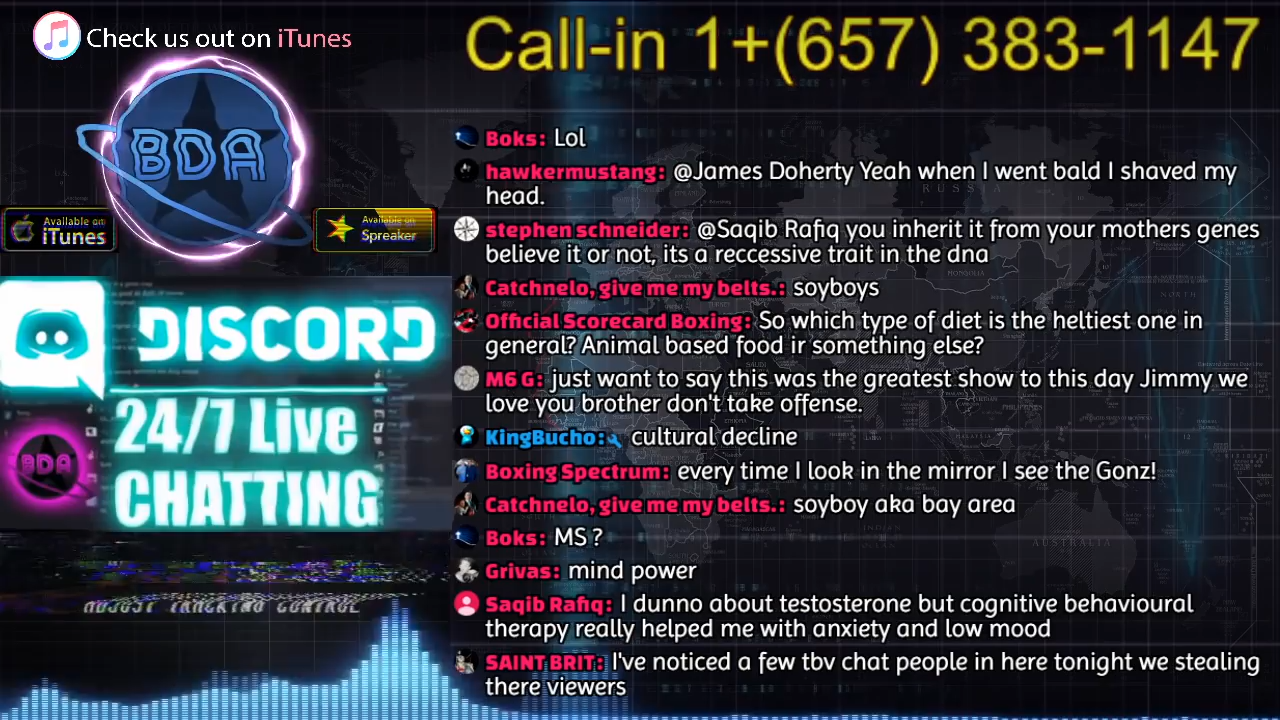 Check us out on iTunes
Call-in 1+(657) 383-1147
BDA
Available on
iTunes
Available on
Spreaker
DISCORD
24/7 Live
CHATTING
BDA
ADJUST TRACKING CONTROL
Boks: Lol
hawkermustang: @James Doherty Yeah when I went bald I shaved my
head.
stephen schneider: @Saqib Rafiq you inherit it from your mothers genes
believe it or not, its a reccessive trait in the dna
Catchnelo, give me my belts.: soyboys
Official Scorecard Boxing: So which type of diet is the heltiest one in
general? Animal based food ir something else?
M6 G: just want to say this was the greatest show to this day Jimmy we
love you brother don't take offense.
KingBucho: cultural decline
Boxing Spectrum: every time I look in the mirror I see the Gonz!
Catchnelo, give me my belts.: soyboy aka bay area
Boks: MS ?
Grivas: mind power
Saqib Rafiq: I dunno about testosterone but cognitive behavioural
therapy really helped me with anxiety and low mood
SAINT BRIT: I've noticed a few tbv chat people in here tonight we stealing
there viewers
RUSSIA
MONGOLIA
AUSTRALIA